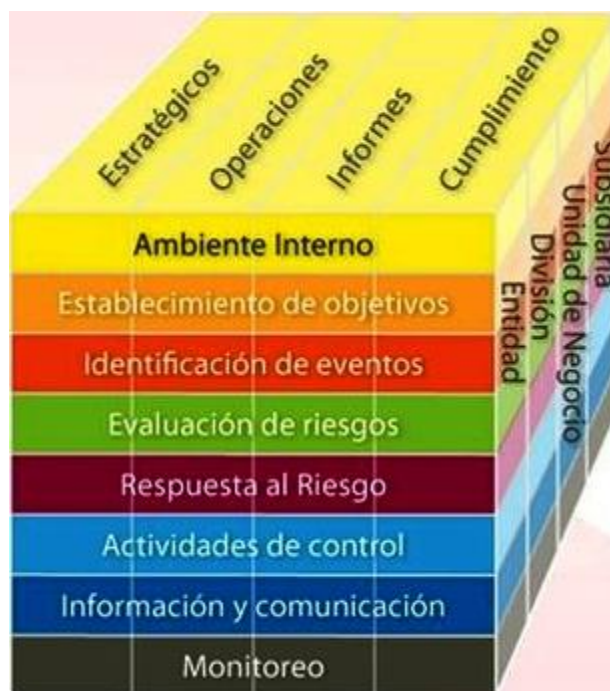 Estratégicos
Operaciones
Informes
Cumplimiento
Ambiente Interno
Establecimiento de objetivos
Identificación de eventos
Evaluación de riesgos
Respuesta al Riesgo
Actividades de control
Información y comunicación
Monitoreo
Entidad
División
Unidad de Negocio
Subsidiaria